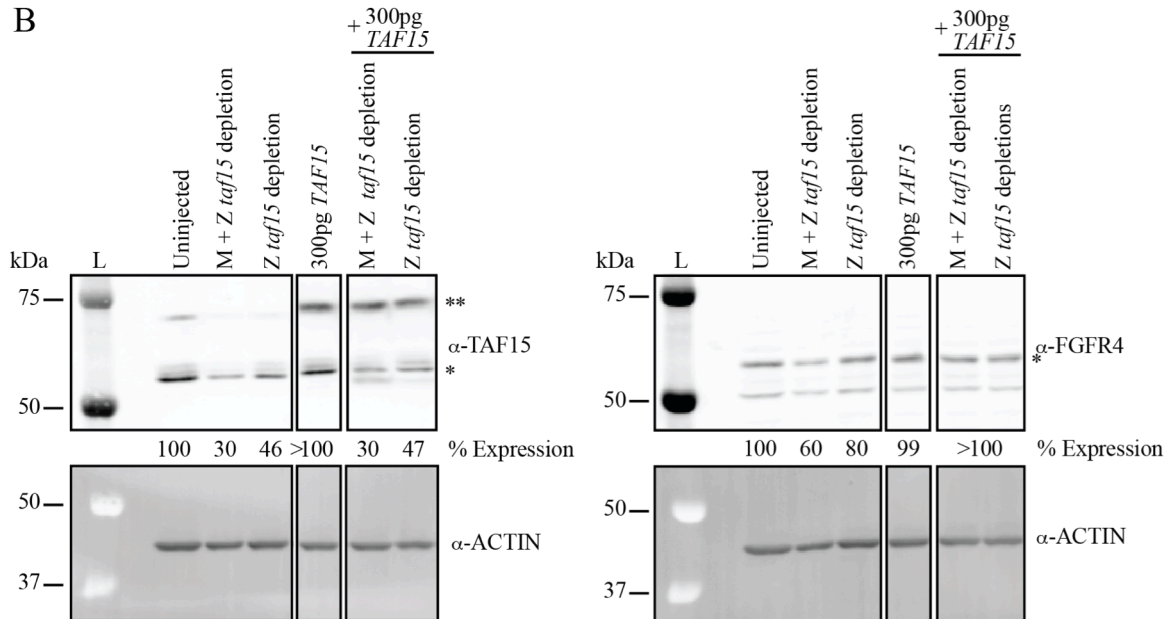 B
+ 300pg
TAF15
Uninjected
M + Z taf15 depletion
Z taf15 depletion
300pg TAF15
M + Z taf15 depletion
Z taf15 depletion
kDa
L
75
**
α-TAF15
*
50
100 30 46 >100 30 47 % Expression
50
α-ACTIN
37
+ 300pg
TAF15
Uninjected
M + Z taf15 depletion
Z taf15 depletion
300pg TAF15
M + Z taf15 depletion
Z taf15 depletions
kDa
L
75
α-FGFR4
*
50
100 60 80 99 >100 % Expression
50
α-ACTIN
37